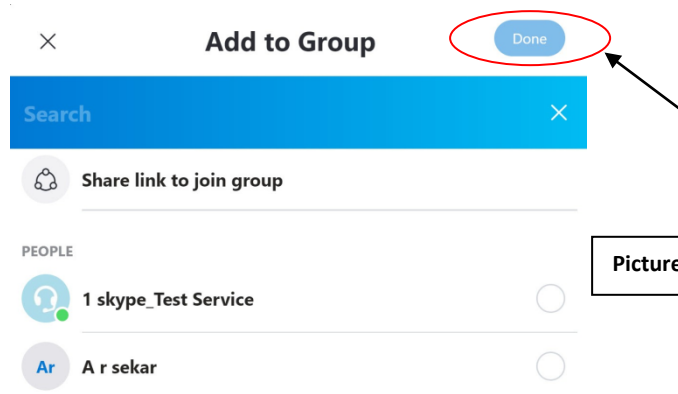 Add to Group
Done
Search
Share link to join group
PEOPLE
1 skype_Test Service
Ar
A r sekar
Picture